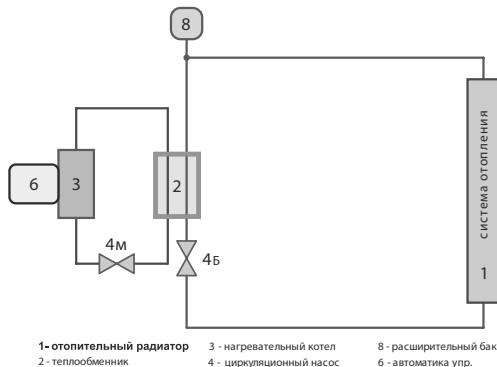 8
6
3
2
4м
4Б
система отопления
1
1- отопительный радиатор 3 - нагревательный котел 8 - расширительный бак
2 - теплообменник 4 - циркуляционный насос 6 - автоматика упр.